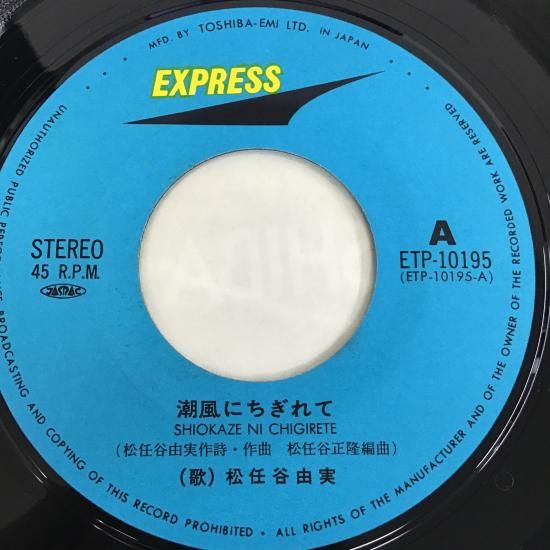 MFD. BY TOSHIBA-EMI LTD. IN JAPAN
EXPRESS
STEREO
45 R.P.M.
JASRAC
A
ETP-10195
(ETP-10195-A)
潮風にちぎれて
SHIOKAZE NI CHIGIRETE
(松任谷由実作詩・作曲 松任谷正隆編曲)
(歌) 松任谷由実
UNAUTHORIZED PUBLIC BROADCASTING AND COPYING OF THIS RECORD PROHIBITED • ALL RIGHTS OF THE MANUFACTURER AND OF THE OWNER OF THE RECORDED WORK ARE RESERVED